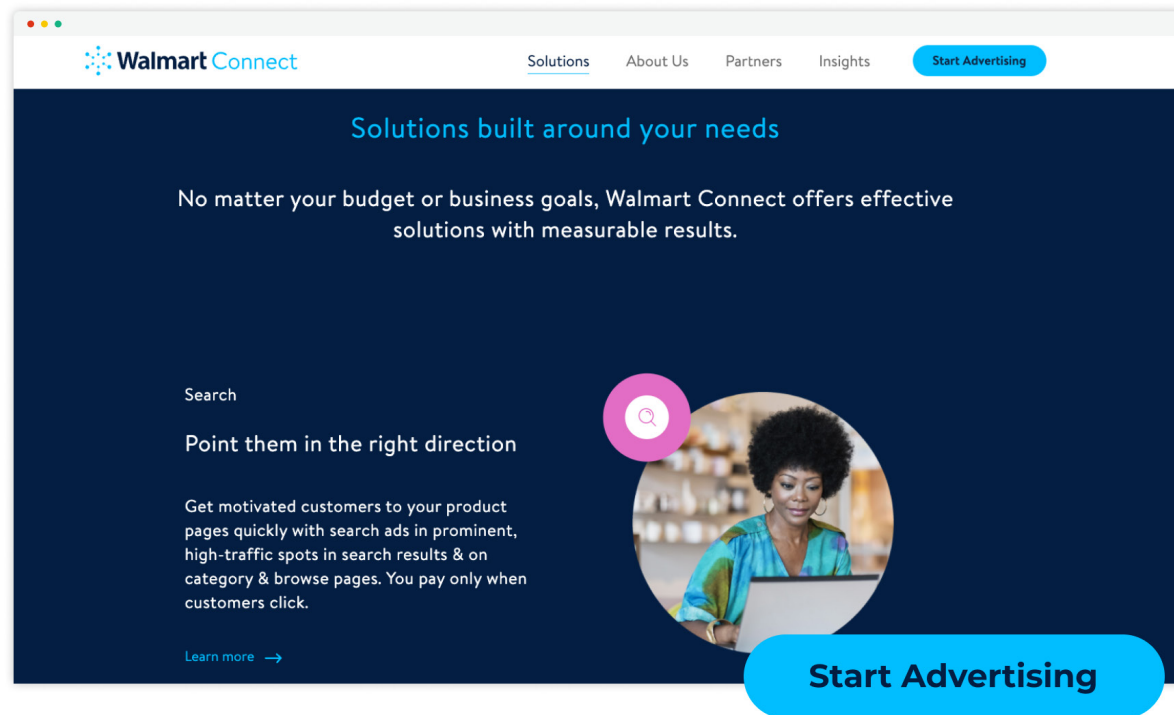 Walmart Connect
Solutions
About Us
Partners
Insights
Start Advertising
Solutions built around your needs
No matter your budget or business goals, Walmart Connect offers effective
solutions with measurable results.
Search
Point them in the right direction
Get motivated customers to your product
pages quickly with search ads in prominent,
high-traffic spots in search results & on
category & browse pages. You pay only when
customers click.
Learn more
Start Advertising